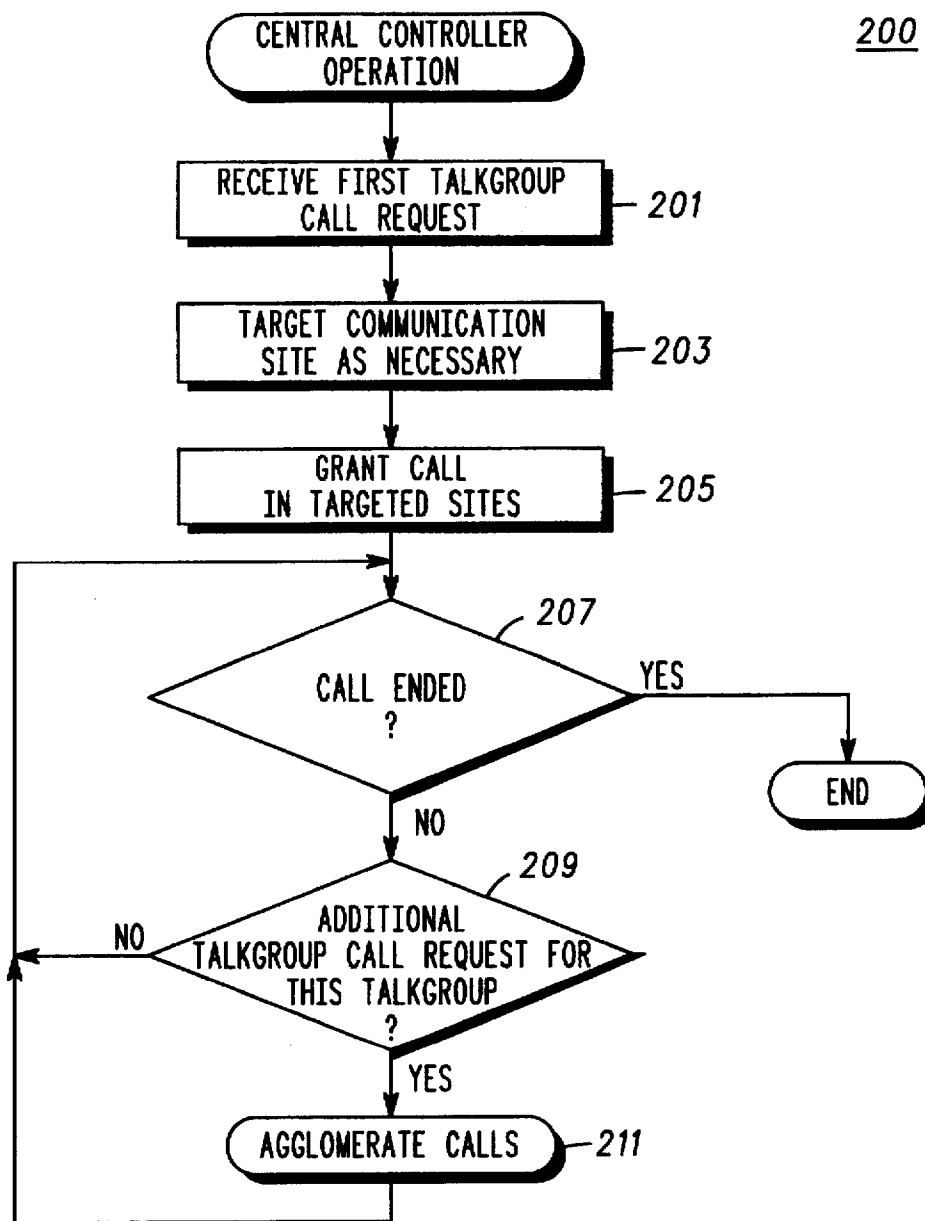 200
CENTRAL CONTROLLER
OPERATION
RECEIVE FIRST TALKGROUP
CALL REQUEST
201
TARGET COMMUNICATION
SITE AS NECESSARY
203
GRANT CALL
IN TARGETED SITES
205
207
CALL ENDED
?
YES
END
NO
209
ADDITIONAL
TALKGROUP CALL REQUEST FOR
THIS TALKGROUP
?
NO
YES
AGGLOMERATE CALLS
211